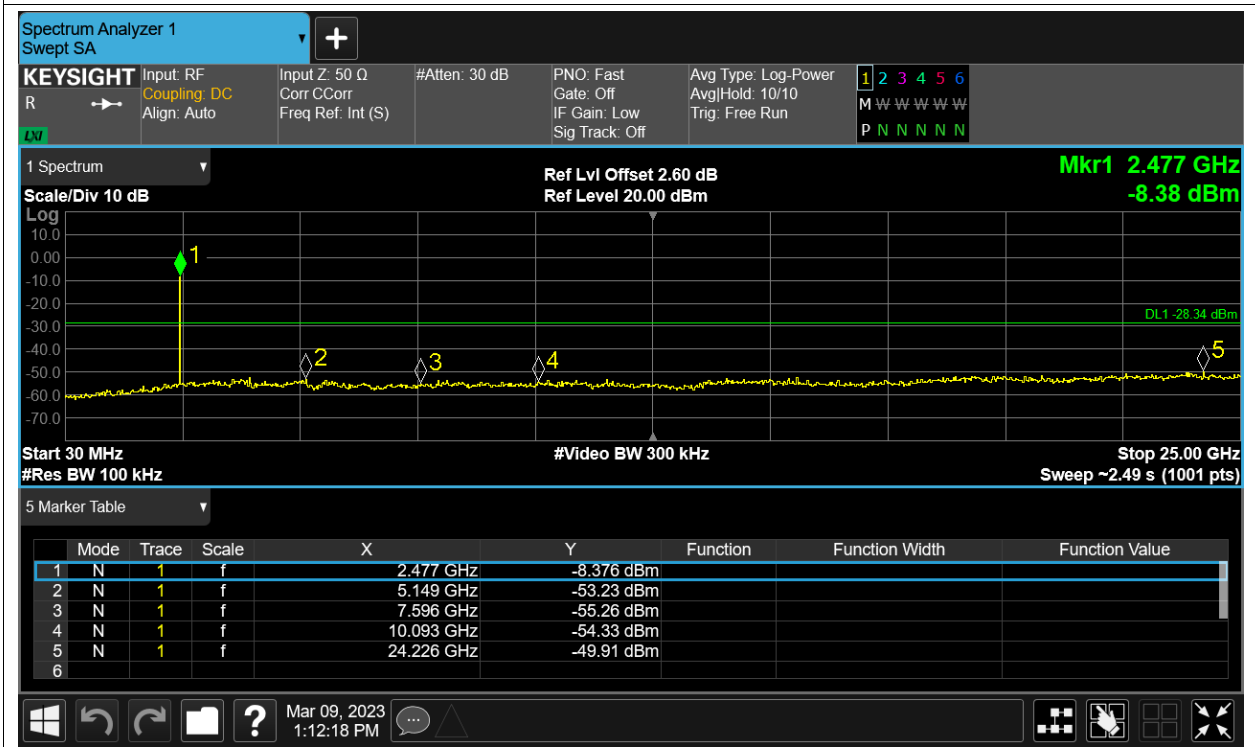 Spectrum Analyzer 1
Swept SA
KEYSIGHT
R
LXI
Input: RF
Coupling: DC
Align: Auto
Input Z: 50 Ω
Corr CCorr
Freq Ref: Int (S)
#Atten: 30 dB
PNO: Fast
Gate: Off
IF Gain: Low
Sig Track: Off
Avg Type: Log-Power
Avg|Hold: 10/10
Trig: Free Run
1 2 3 4 5 6
M W W W W W
P N N N N N
1 Spectrum
Scale/Div 10 dB
Ref Lvl Offset 2.60 dB
Ref Level 20.00 dBm
Mkr1 2.477 GHz
-8.38 dBm
Log
10.0
0.00
-10.0
-20.0
-30.0
-40.0
-50.0
-60.0
-70.0
1
2
3
4
5
DL1 -28.34 dBm
Start 30 MHz
#Res BW 100 kHz
#Video BW 300 kHz
Stop 25.00 GHz
Sweep ~2.49 s (1001 pts)
5 Marker Table
Mode Trace Scale X Y Function Function Width Function Value
1 N 1 f 2.477 GHz -8.376 dBm
2 N 1 f 5.149 GHz -53.23 dBm
3 N 1 f 7.596 GHz -55.26 dBm
4 N 1 f 10.093 GHz -54.33 dBm
5 N 1 f 24.226 GHz -49.91 dBm
6
?
Mar 09, 2023
1:12:18 PM